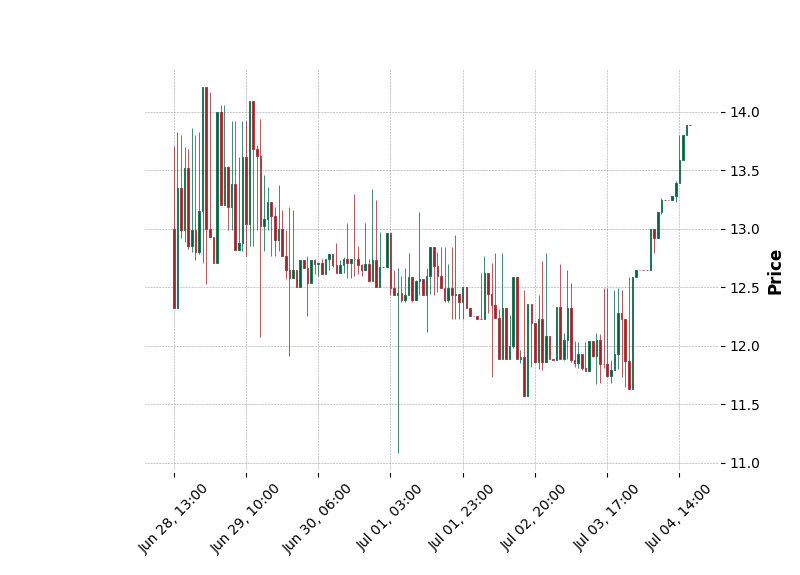 14.0
13.5
13.0
12.5
12.0
11.5
11.0
Price
Jun 28, 13:00
Jun 29, 10:00
Jun 30, 06:00
Jul 01, 03:00
Jul 01, 23:00
Jul 02, 20:00
Jul 03, 17:00
Jul 04, 14:00